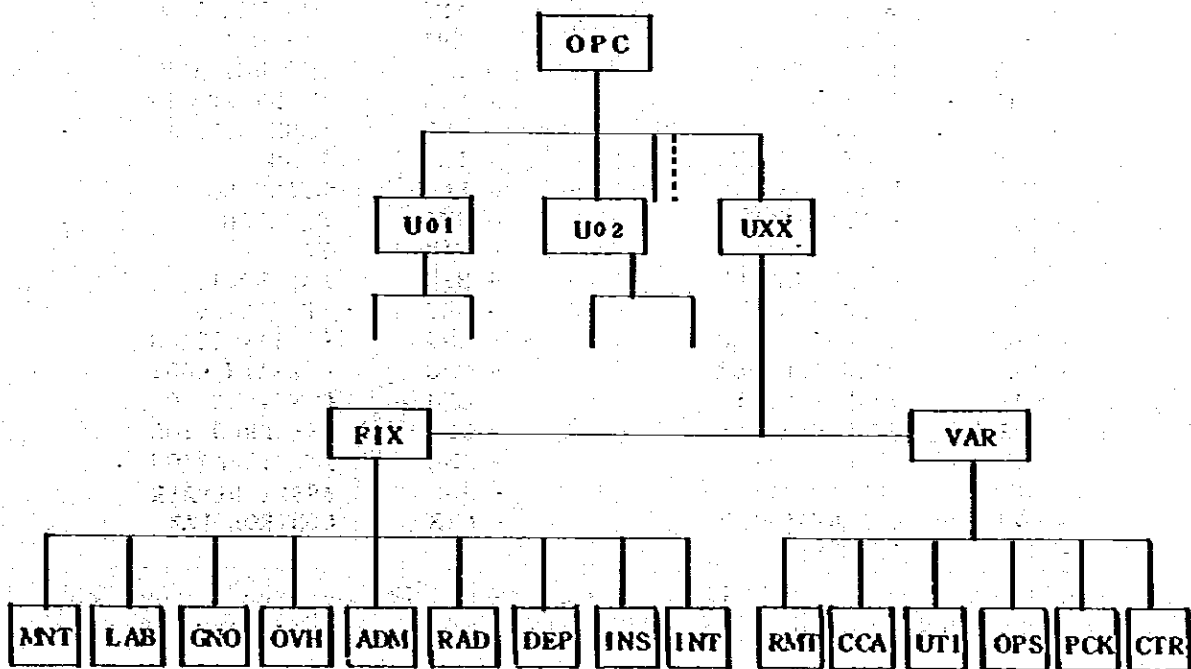 OPC
U01 U02 UXX
FIX VAR
MNT LAB GNO OVH ADM RAD DEP INS INT RMT CCA UTI OPS PCK CTR